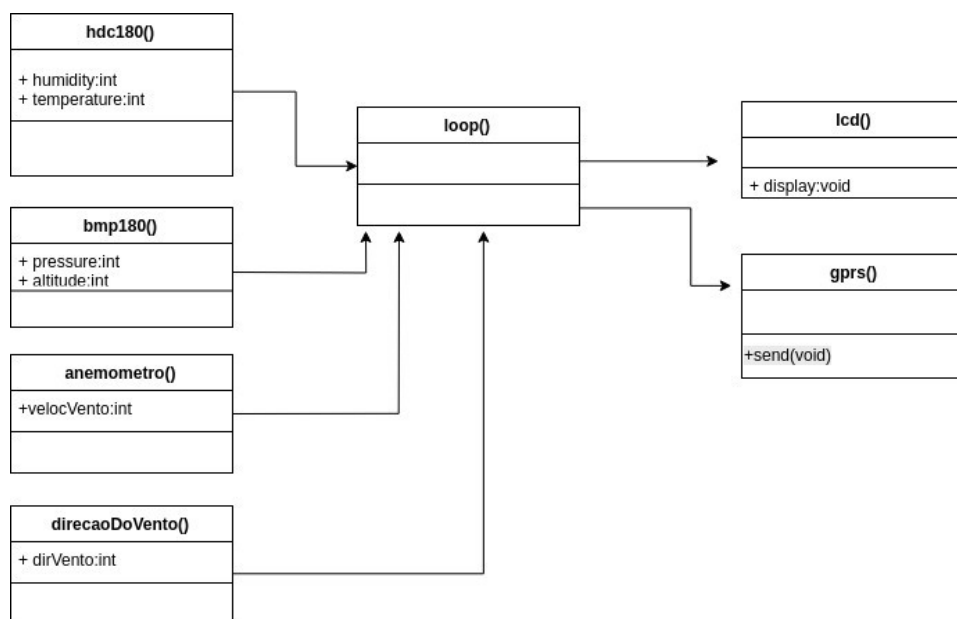 hdc180()
+ humidity:int
+ temperature:int
bmp180()
+ pressure:int
+ altitude:int
anemometro()
+velocVento:int
direcaoDoVento()
+ dirVento:int
loop()
lcd()
+ display:void
gprs()
+send(void)